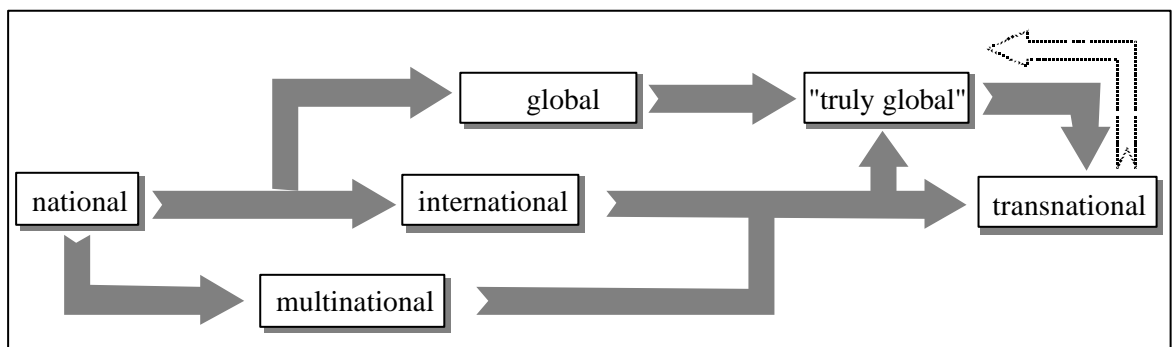 global
"truly global"
national
international
transnational
multinational